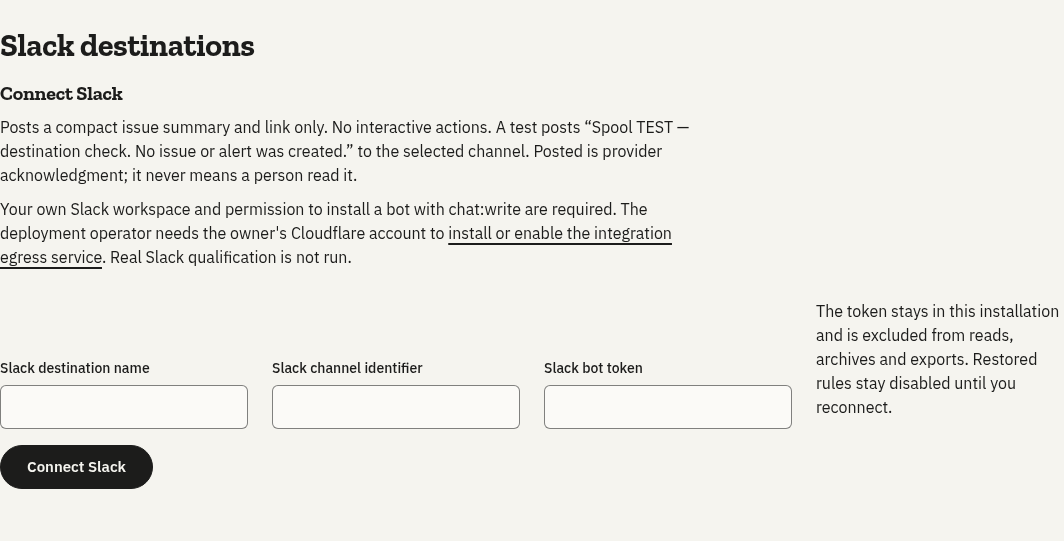 Slack destinations
Connect Slack
Posts a compact issue summary and link only. No interactive actions. A test posts “Spool TEST —
destination check. No issue or alert was created.” to the selected channel. Posted is provider
acknowledgment; it never means a person read it.
Your own Slack workspace and permission to install a bot with chat:write are required. The
deployment operator needs the owner's Cloudflare account to install or enable the integration
egress service. Real Slack qualification is not run.
Slack destination name
Slack channel identifier
Slack bot token
The token stays in this installation
and is excluded from reads,
archives and exports. Restored
rules stay disabled until you
reconnect.
Connect Slack